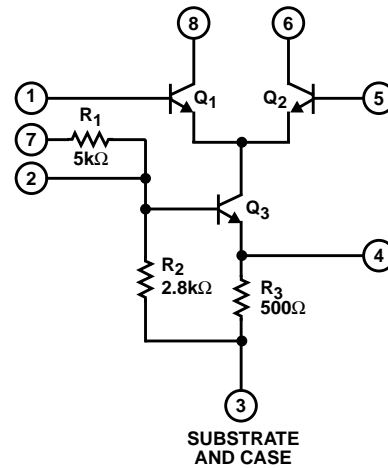 8
6
1
Q1
Q2
5
R1
7
5kΩ
2
Q3
R2
2.8kΩ
4
R3
500Ω
3
SUBSTRATE
AND CASE